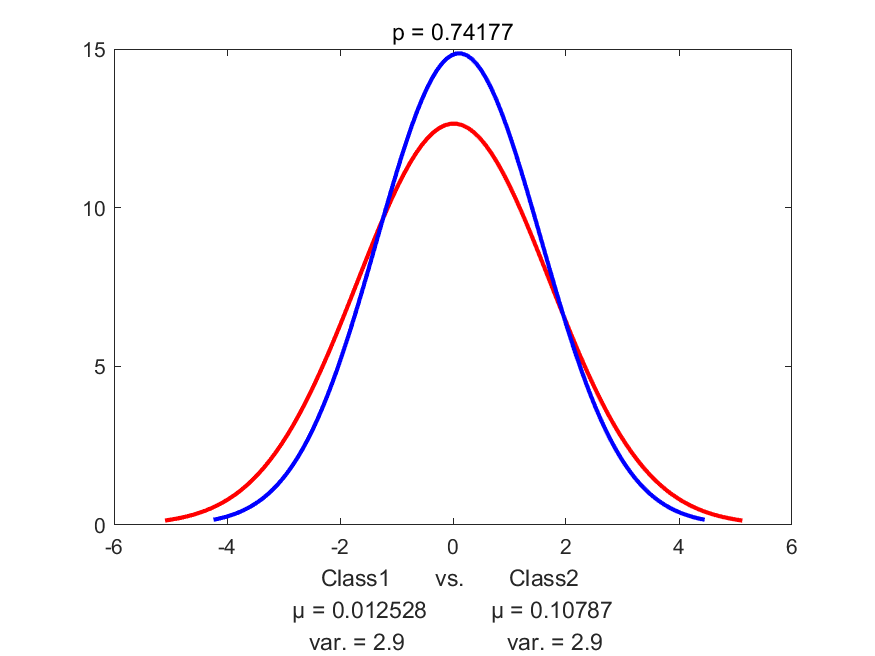 p = 0.74177
15
10
5
0
-6 -4 -2 0 2 4 6
Class1 vs. Class2
μ = 0.012528 μ = 0.10787
var. = 2.9 var. = 2.9